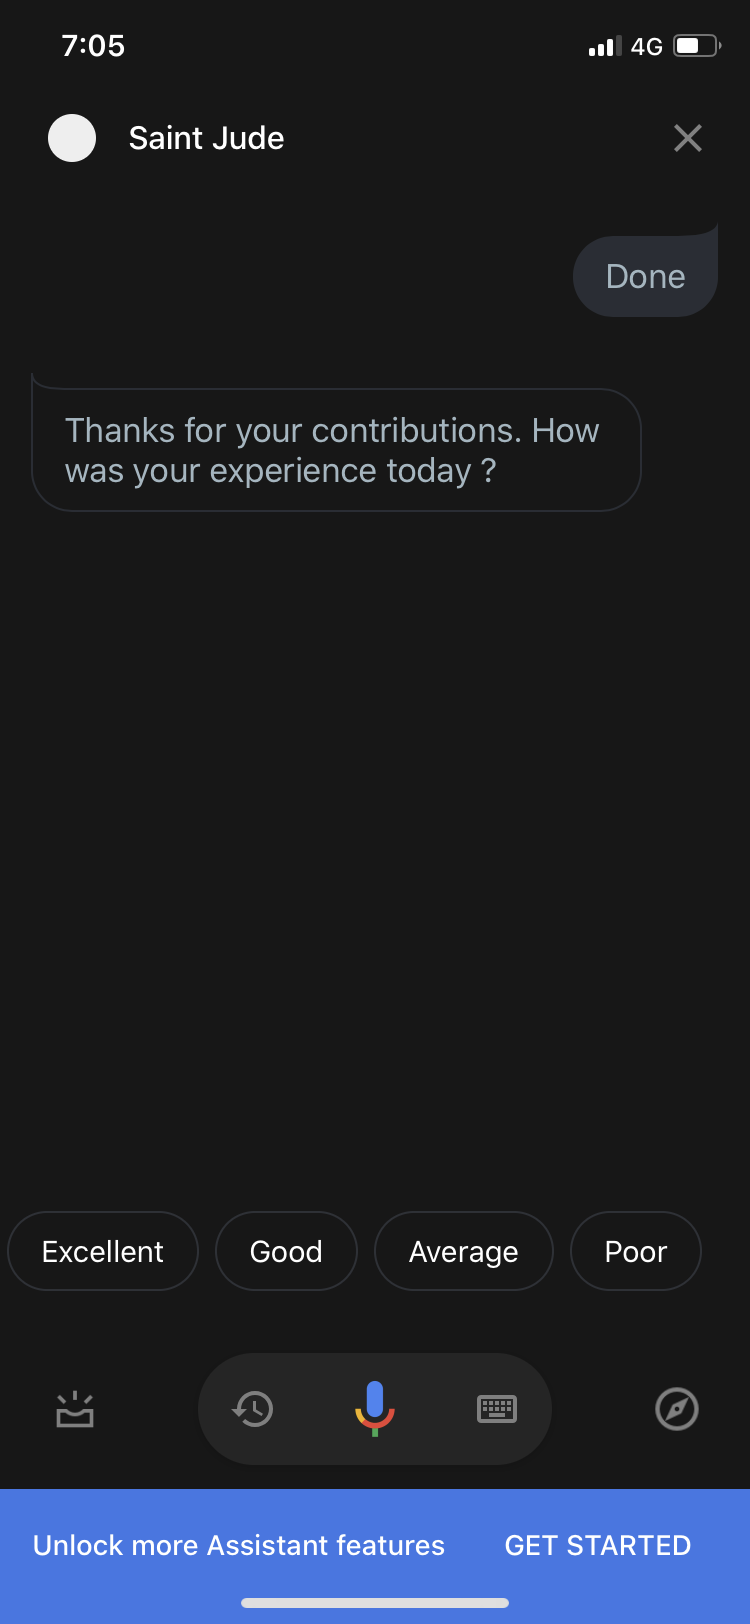 7:05
4G
Saint Jude
Done
Thanks for your contributions. How
was your experience today ?
Excellent
Good
Average
Poor
Unlock more Assistant features
GET STARTED